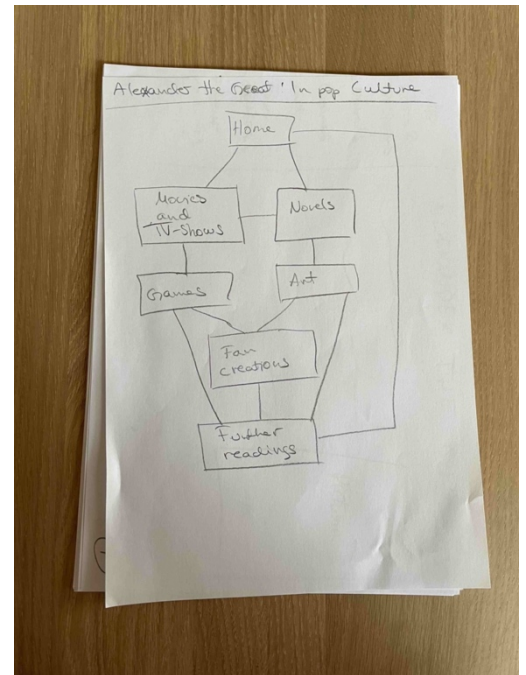 Alexander the Great 'In pop Culture
Home
Movies
and
TV-Shows
Novels
Games
Art
Fan
creations
Further
readings